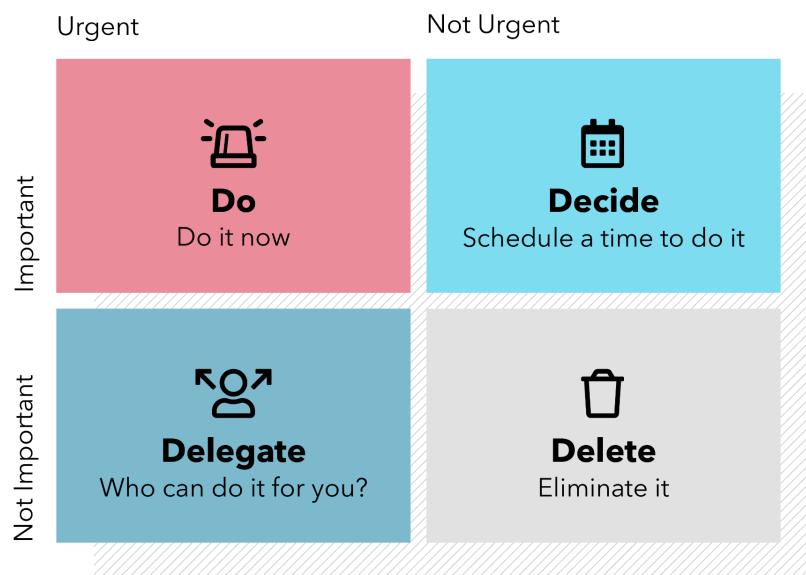 Urgent
Not Urgent
Important
Do
Do it now
Decide
Schedule a time to do it
Not Important
Delegate
Who can do it for you?
Delete
Eliminate it